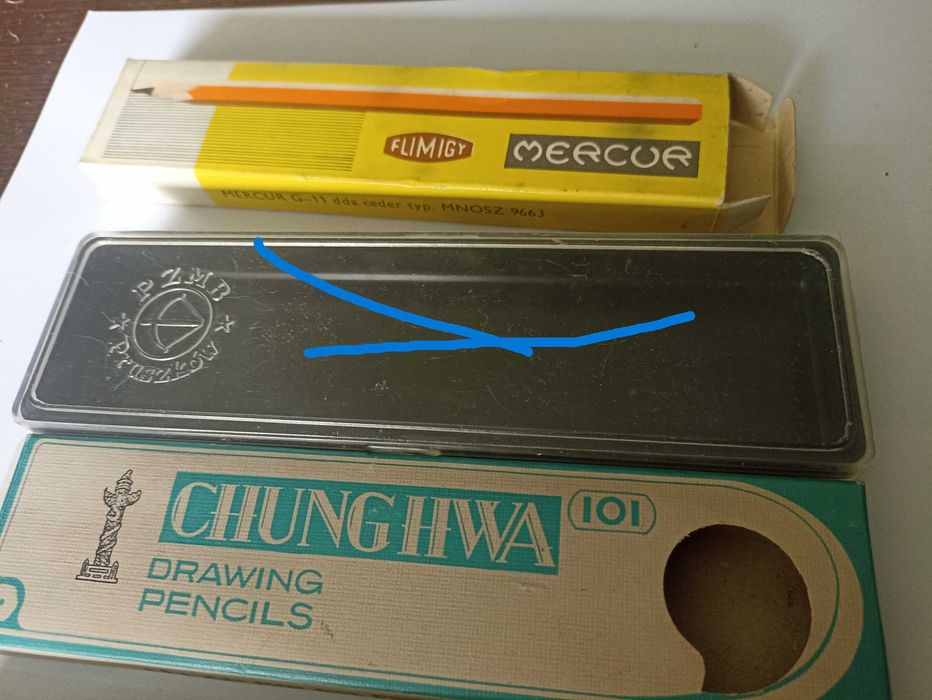 FLIMIGY
MERCUR
MERCUR G-11 dda ceder typ. MNOSZ 9663
PZMB
Pruszków
CHUNGHWA
101
DRAWING
PENCILS